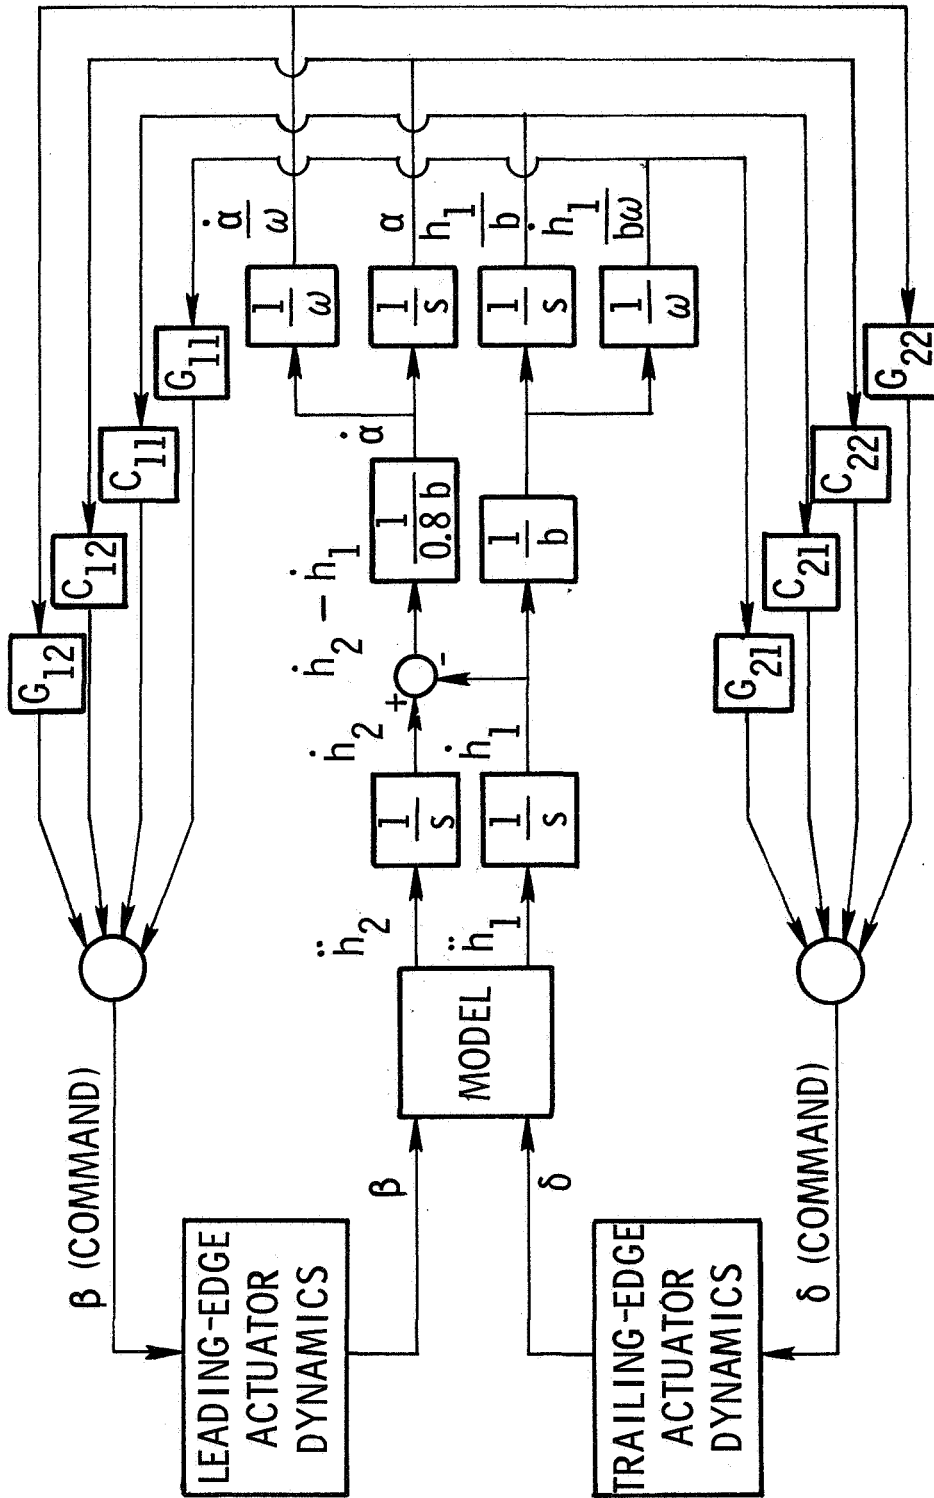 LEADING-EDGE
ACTUATOR
DYNAMICS
β (COMMAND)
β
TRAILING-EDGE
ACTUATOR
DYNAMICS
δ (COMMAND)
δ
MODEL
ḧ₂
ḧ₁
1/s
1/s
ḣ₂
ḣ₁
+
-
ḣ₂ − ḣ₁
1/0.8 b
1/b
α̇
1/ω
1/s
1/s
1/ω
α̇/ω
α
h₁/b
ḣ₁/bω
G₁₂
C₁₂
C₁₁
G₁₁
G₂₁
C₂₁
C₂₂
G₂₂